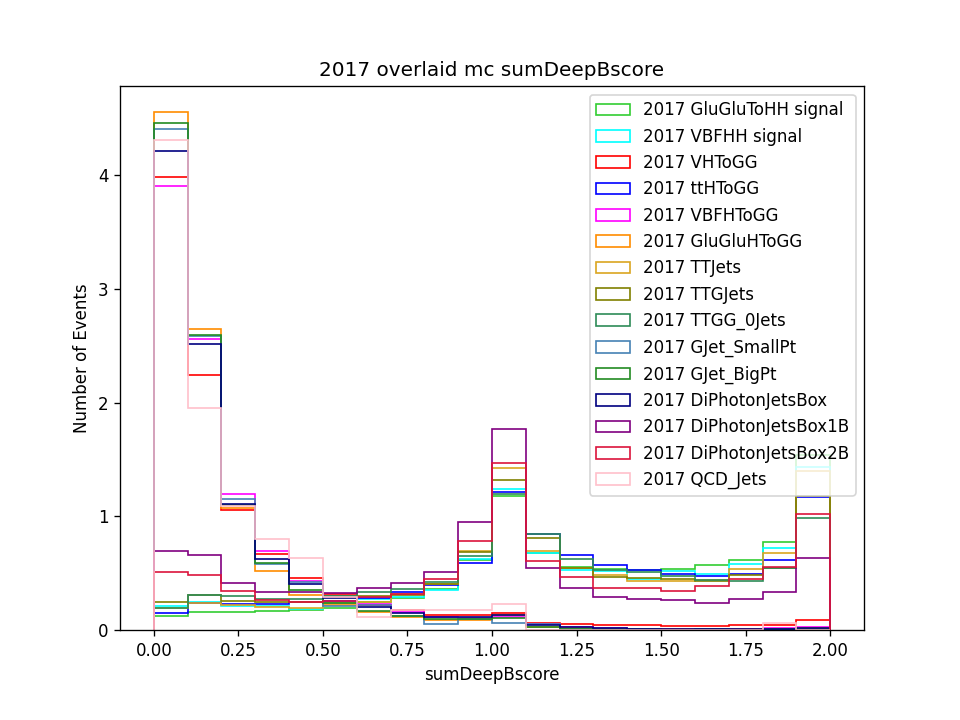 2017 overlaid mc sumDeepBscore
Number of Events
4
3
2
1
0
0.00 0.25 0.50 0.75 1.00 1.25 1.50 1.75 2.00
sumDeepBscore
2017 GluGluToHH signal
2017 VBFHH signal
2017 VHToGG
2017 ttHToGG
2017 VBFHToGG
2017 GluGluHToGG
2017 TTJets
2017 TTGJets
2017 TTGG_0Jets
2017 GJet_SmallPt
2017 GJet_BigPt
2017 DiPhotonJetsBox
2017 DiPhotonJetsBox1B
2017 DiPhotonJetsBox2B
2017 QCD_Jets